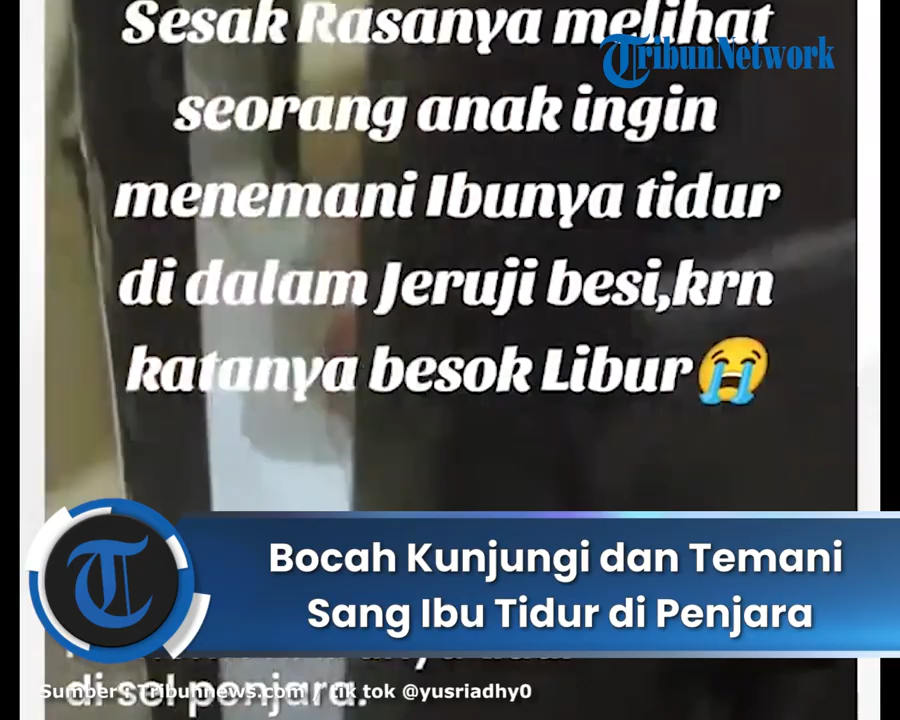 Sesak Rasanya melihat
TribunNetwork
seorang anak ingin
menemani Ibunya tidur
di dalam Jeruji besi,krn
katanya besok Libur😭
Bocah Kunjungi dan Temani
Sang Ibu Tidur di Penjara
di sel penjara.
Sumber : Tribunnews.com / tik tok @yusriadhy0